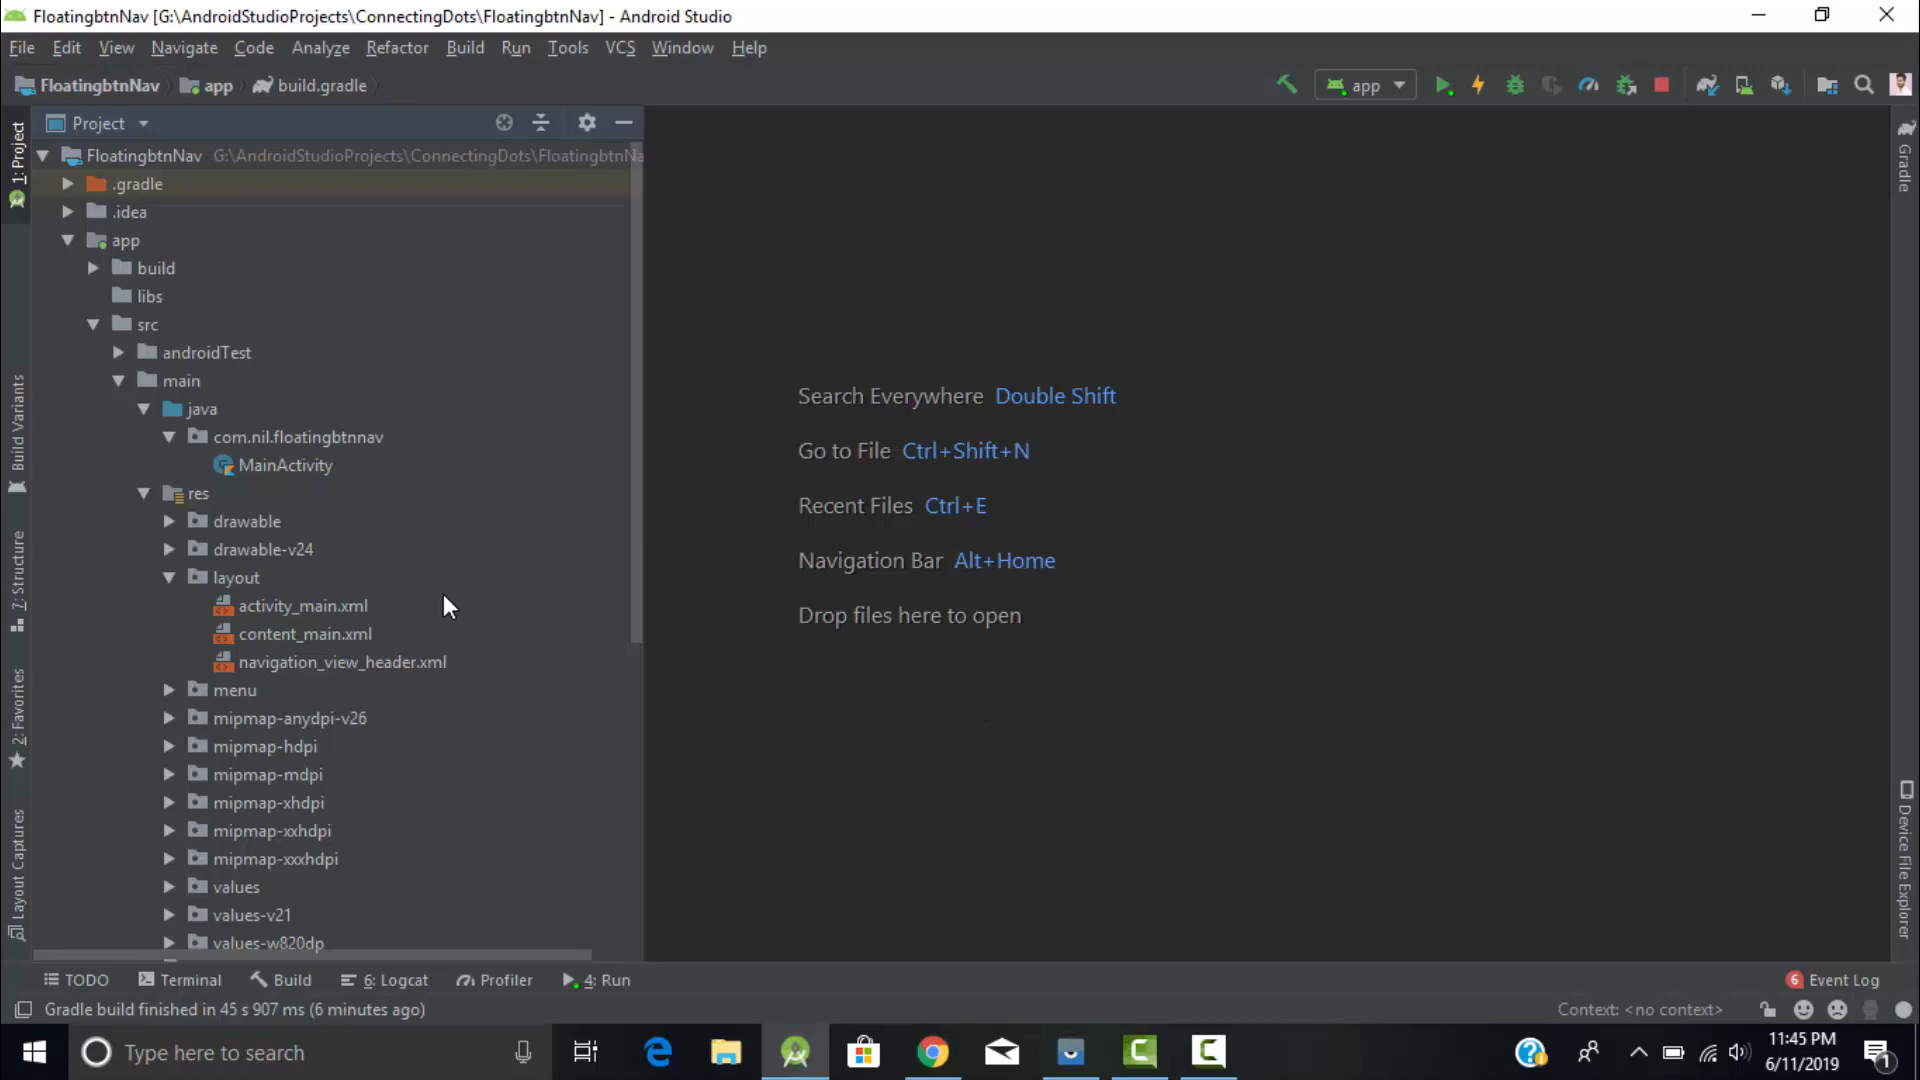 FloatingbtnNav [G:\AndroidStudioProjects\ConnectingDots\FloatingbtnNav] - Android Studio
File Edit View Navigate Code Analyze Refactor Build Run Tools VCS Window Help
FloatingbtnNav app build.gradle
app
Project
FloatingbtnNav G:\AndroidStudioProjects\ConnectingDots\FloatingbtnNa
.gradle
.idea
app
build
libs
src
androidTest
main
java
com.nil.floatingbtnnav
MainActivity
res
drawable
drawable-v24
layout
activity_main.xml
content_main.xml
navigation_view_header.xml
menu
mipmap-anydpi-v26
mipmap-hdpi
mipmap-mdpi
mipmap-xhdpi
mipmap-xxhdpi
mipmap-xxxhdpi
values
values-v21
values-w820dp
1: Project
Build Variants
7: Structure
2: Favorites
Layout Captures
Search Everywhere Double Shift
Go to File Ctrl+Shift+N
Recent Files Ctrl+E
Navigation Bar Alt+Home
Drop files here to open
Gradle
Device File Explorer
TODO Terminal Build 6: Logcat Profiler 4: Run
6 Event Log
Gradle build finished in 45 s 907 ms (6 minutes ago)
Context: <no context>
Type here to search
11:45 PM
6/11/2019
1